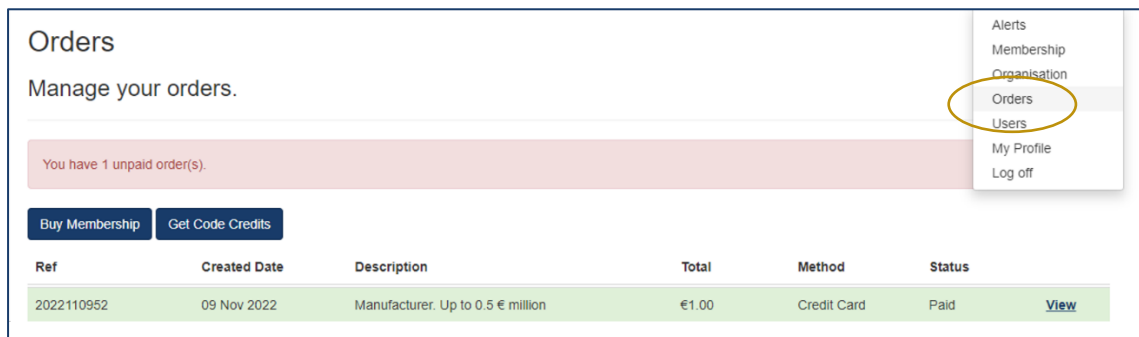 Orders
Manage your orders.
Alerts
Membership
Organisation
Orders
Users
My Profile
Log off
You have 1 unpaid order(s).
Buy Membership Get Code Credits
Ref Created Date Description Total Method Status
2022110952 09 Nov 2022 Manufacturer. Up to 0.5 € million €1.00 Credit Card Paid View